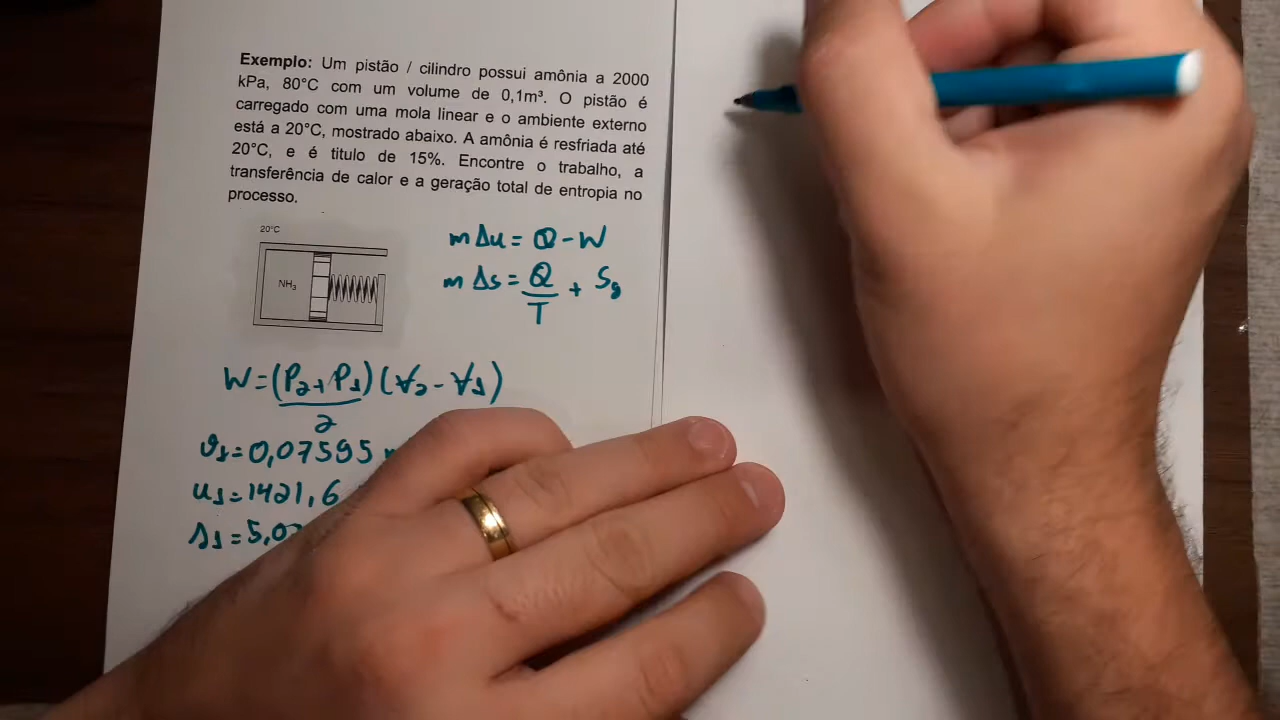 Exemplo: Um pistão / cilindro possui amônia a 2000
kPa, 80°C com um volume de 0,1m³. O pistão é
carregado com uma mola linear e o ambiente externo
está a 20°C, mostrado abaixo. A amônia é resfriada até
20°C, e é titulo de 15%. Encontre o trabalho, a
transferência de calor e a geração total de entropia no
processo.
20°C
NH₃
m Δu = Q - W
m Δs = Q/T + Sg
W = (P2 + P1)/2 (V2 - V1)
v1 = 0,07595
u1 = 1421,6
s1 = 5,0